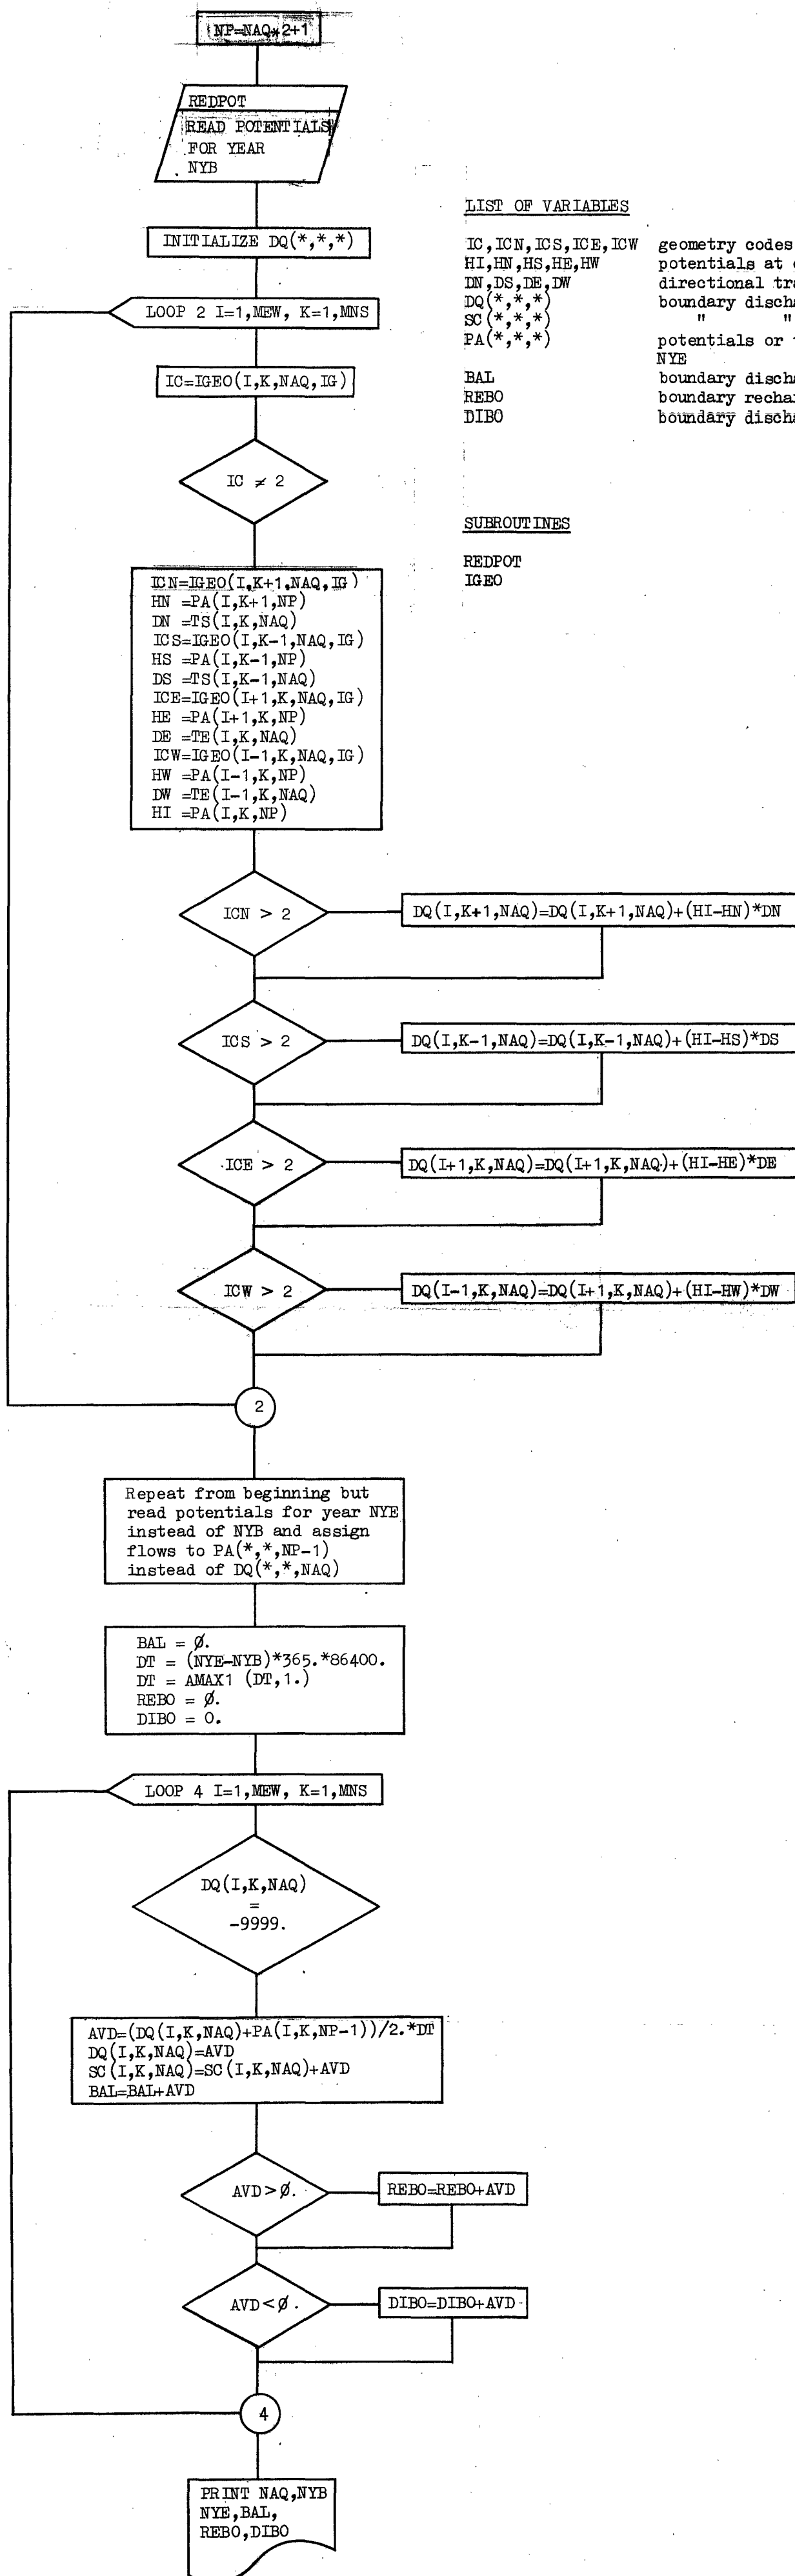 NP=NAQ*2+1
REDPOT
READ POTENTIALS
FOR YEAR
NYB
INITIALIZE DQ(*,*,*)
LOOP 2 I=1,MEW, K=1,MNS
IC=IGEO(I,K,NAQ,IG)
IC ≠ 2
ICN=IGEO(I,K+1,NAQ,IG)
HN =PA(I,K+1,NP)
DN =TS(I,K,NAQ)
ICS=IGEO(I,K-1,NAQ,IG)
HS =PA(I,K-1,NP)
DS =TS(I,K-1,NAQ)
ICE=IGEO(I+1,K,NAQ,IG)
HE =PA(I+1,K,NP)
DE =TE(I,K,NAQ)
ICW=IGEO(I-1,K,NAQ,IG)
HW =PA(I-1,K,NP)
DW =TE(I-1,K,NAQ)
HI =PA(I,K,NP)
ICN > 2
DQ(I,K+1,NAQ)=DQ(I,K+1,NAQ)+(HI-HN)*DN
ICS > 2
DQ(I,K-1,NAQ)=DQ(I,K-1,NAQ)+(HI-HS)*DS
ICE > 2
DQ(I+1,K,NAQ)=DQ(I+1,K,NAQ)+(HI-HE)*DE
ICW > 2
DQ(I-1,K,NAQ)=DQ(I+1,K,NAQ)+(HI-HW)*DW
2
Repeat from beginning but
read potentials for year NYE
instead of NYB and assign
flows to PA(*,*,NP-1)
instead of DQ(*,*,NAQ)
BAL = Ø.
DT = (NYE-NYB)*365.*86400.
DT = AMAX1 (DT,1.)
REBO = Ø.
DIBO = 0.
LOOP 4 I=1,MEW, K=1,MNS
DQ(I,K,NAQ)
=
-9999.
AVD=(DQ(I,K,NAQ)+PA(I,K,NP-1))/2.*DT
DQ(I,K,NAQ)=AVD
SC(I,K,NAQ)=SC(I,K,NAQ)+AVD
BAL=BAL+AVD
AVD>Ø.
REBO=REBO+AVD
AVD<Ø.
DIBO=DIBO+AVD
4
PRINT NAQ,NYB
NYE,BAL,
REBO,DIBO
LIST OF VARIABLES
IC,ICN,ICS,ICE,ICW geometry codes
HI,HN,HS,HE,HW potentials at
DN,DS,DE,DW directional
DQ(*,*,*) boundary
SC(*,*,*) " "
PA(*,*,*) potentials or
NYE
BAL boundary
REBO boundary
DIBO boundary
SUBROUTINES
REDPOT
IGEO